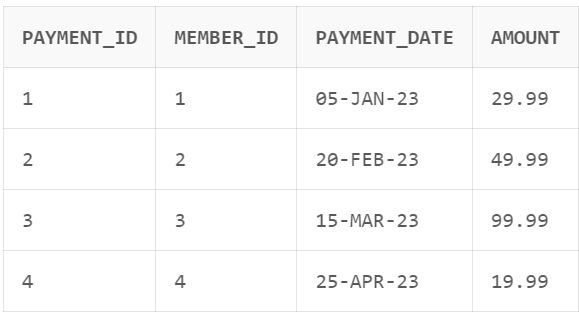 PAYMENT_ID MEMBER_ID PAYMENT_DATE AMOUNT
1 1 05-JAN-23 29.99
2 2 20-FEB-23 49.99
3 3 15-MAR-23 99.99
4 4 25-APR-23 19.99